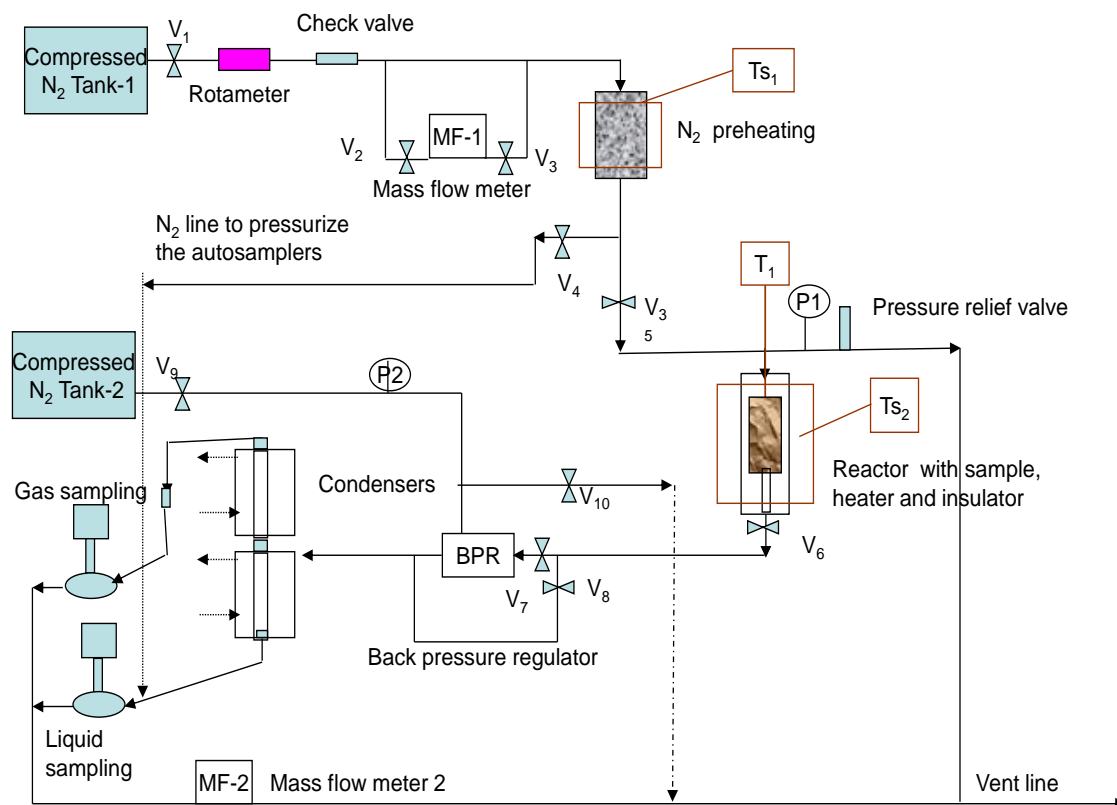 Compressed
N2 Tank-1
V1
Rotameter
Check valve
V2
MF-1
V3
Mass flow meter
Ts1
N2 preheating
N2 line to pressurize
the autosamplers
V4
V3
5
T1
P1
Pressure relief valve
Compressed
N2 Tank-2
V9
P2
Ts2
Reactor with sample,
heater and insulator
Gas sampling
Condensers
V10
BPR
V7
V8
V6
Back pressure regulator
Liquid
sampling
MF-2
Mass flow meter 2
Vent line